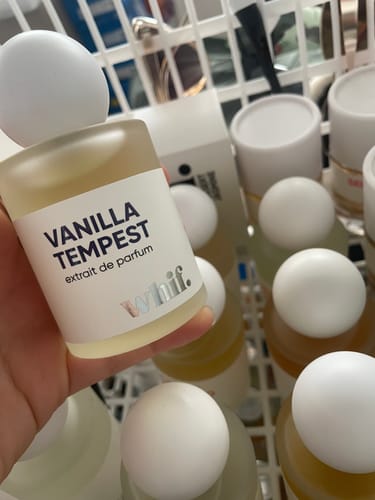 VANILLA
TEMPEST
extrait de parfum
whif.